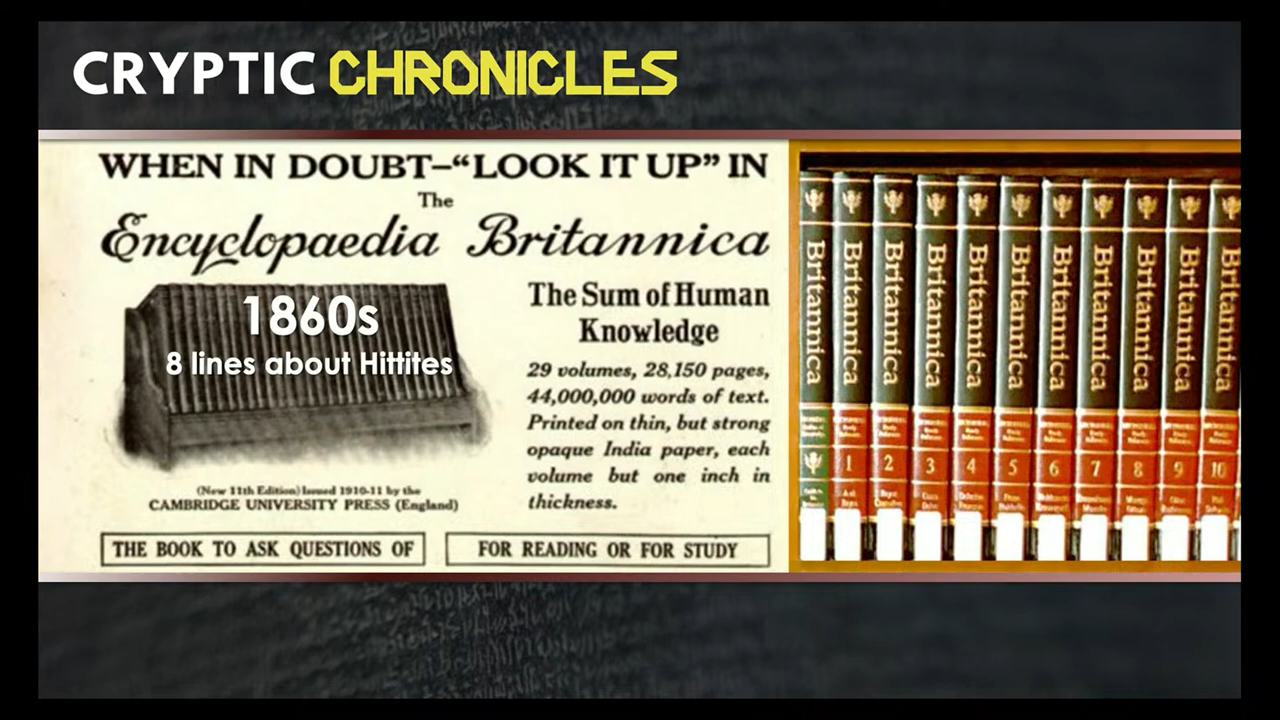 CRYPTIC CHRONICLES
WHEN IN DOUBT–“LOOK IT UP” IN
The
Encyclopaedia Britannica
1860s
8 lines about Hittites
The Sum of Human
Knowledge
29 volumes, 28,150 pages,
44,000,000 words of text.
Printed on thin, but strong
opaque India paper, each
volume but one inch in
thickness.
(New 11th Edition) Issued 1910-11 by the
CAMBRIDGE UNIVERSITY PRESS (England)
THE BOOK TO ASK QUESTIONS OF
FOR READING OR FOR STUDY
Britannica
Britannica
Britannica
Britannica
Britannica
Britannica
Britannica
Britannica
Britannica
Britannica
Britannica
1 2 3 4 5 6 7 8 9 10